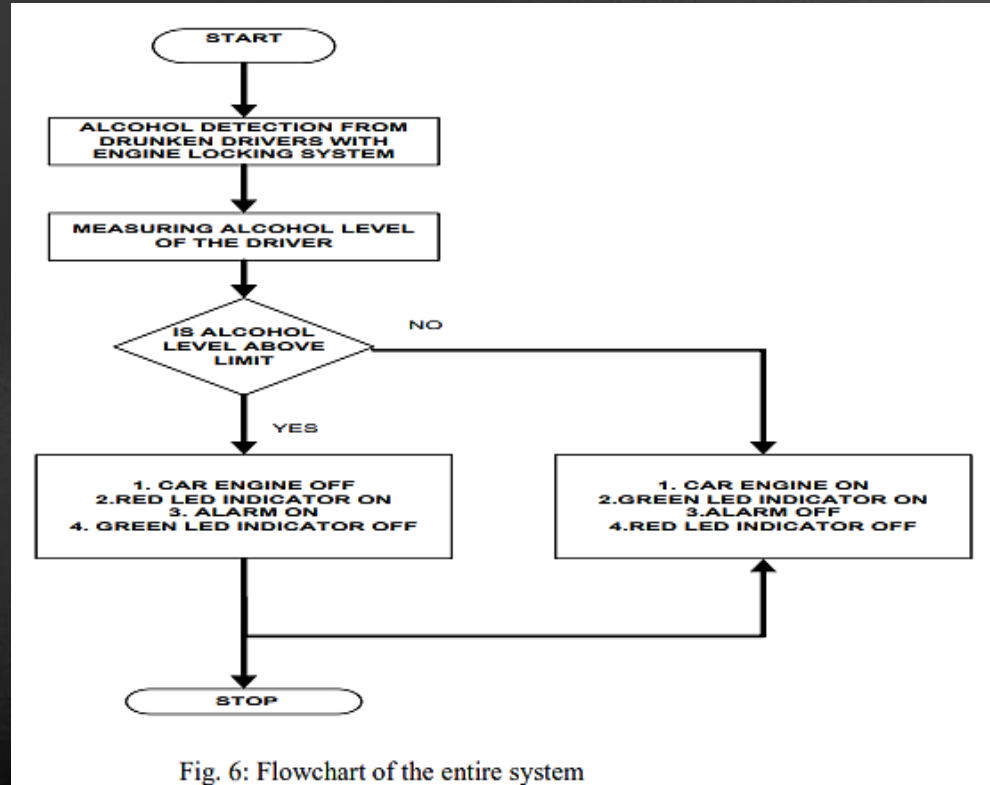 START
ALCOHOL DETECTION FROM
DRUNKEN DRIVERS WITH
ENGINE LOCKING SYSTEM
MEASURING ALCOHOL LEVEL
OF THE DRIVER
IS ALCOHOL
LEVEL ABOVE
LIMIT
NO
YES
1. CAR ENGINE OFF
2.RED LED INDICATOR ON
3. ALARM ON
4. GREEN LED INDICATOR OFF
1. CAR ENGINE ON
2.GREEN LED INDICATOR ON
3.ALARM OFF
4.RED LED INDICATOR OFF
STOP
Fig. 6: Flowchart of the entire system